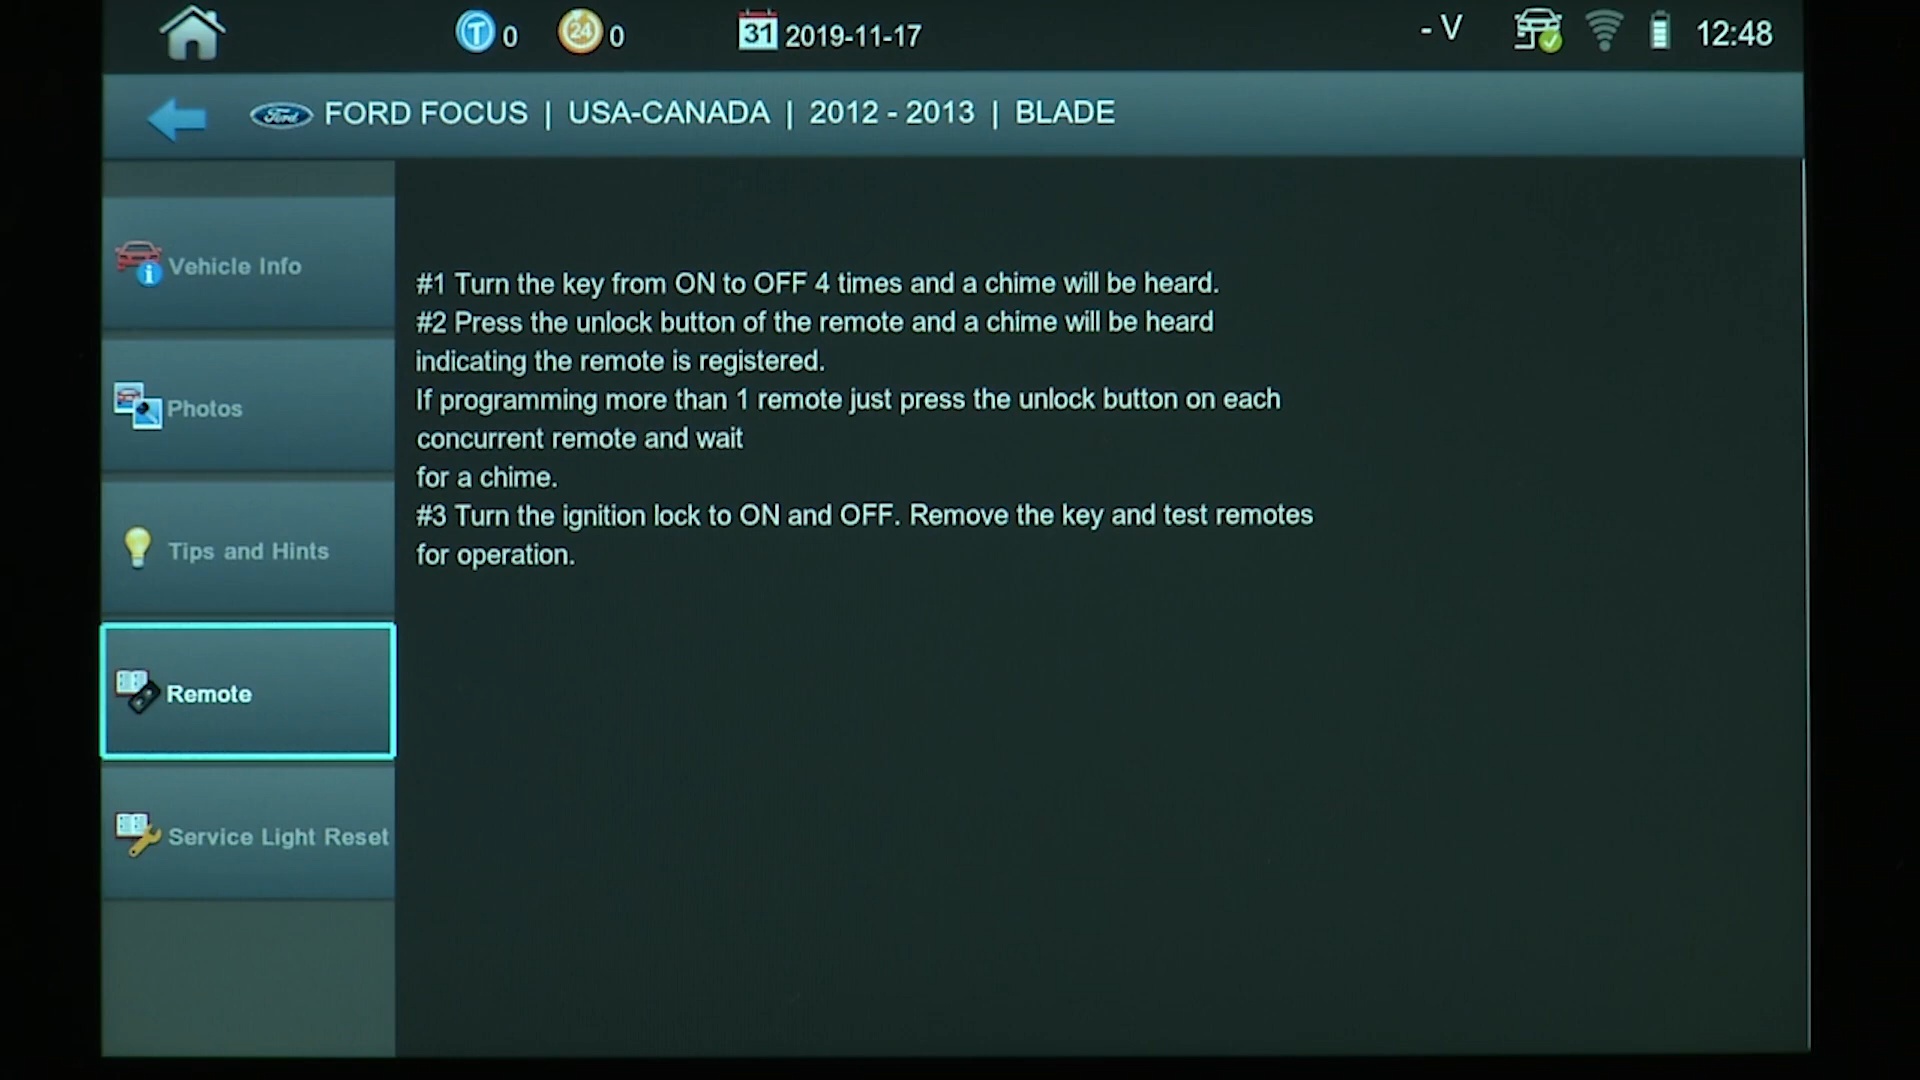 T 0 24 0 31 2019-11-17 - V 12:48
Ford FORD FOCUS | USA-CANADA | 2012 - 2013 | BLADE
Vehicle Info
Photos
Tips and Hints
Remote
Service Light Reset
#1 Turn the key from ON to OFF 4 times and a chime will be heard.
#2 Press the unlock button of the remote and a chime will be heard
indicating the remote is registered.
If programming more than 1 remote just press the unlock button on each
concurrent remote and wait
for a chime.
#3 Turn the ignition lock to ON and OFF. Remove the key and test remotes
for operation.